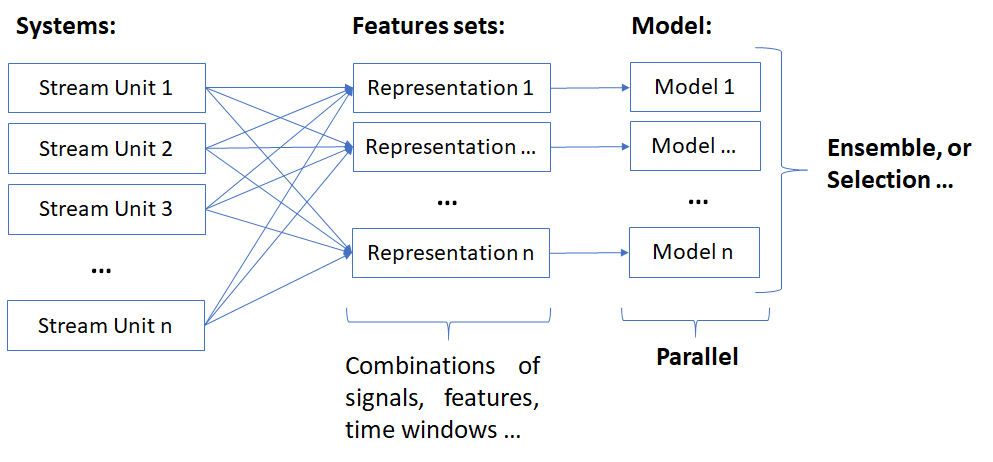 Systems:
Features sets:
Model:
Stream Unit 1
Representation 1
Model 1
Stream Unit 2
Representation ...
Model ...
Ensemble, or
Selection ...
Stream Unit 3
...
...
...
Representation n
Model n
Stream Unit n
Combinations of
signals, features,
time windows ...
Parallel